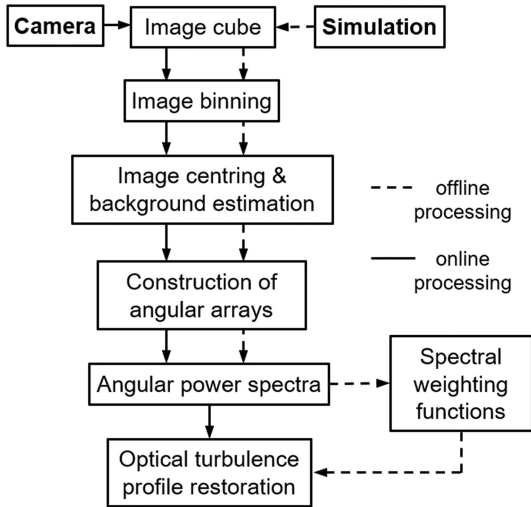 Camera
Image cube
Simulation
Image binning
Image centring &
background estimation
offline
processing
online
processing
Construction of
angular arrays
Angular power spectra
Spectral
weighting
functions
Optical turbulence
profile restoration